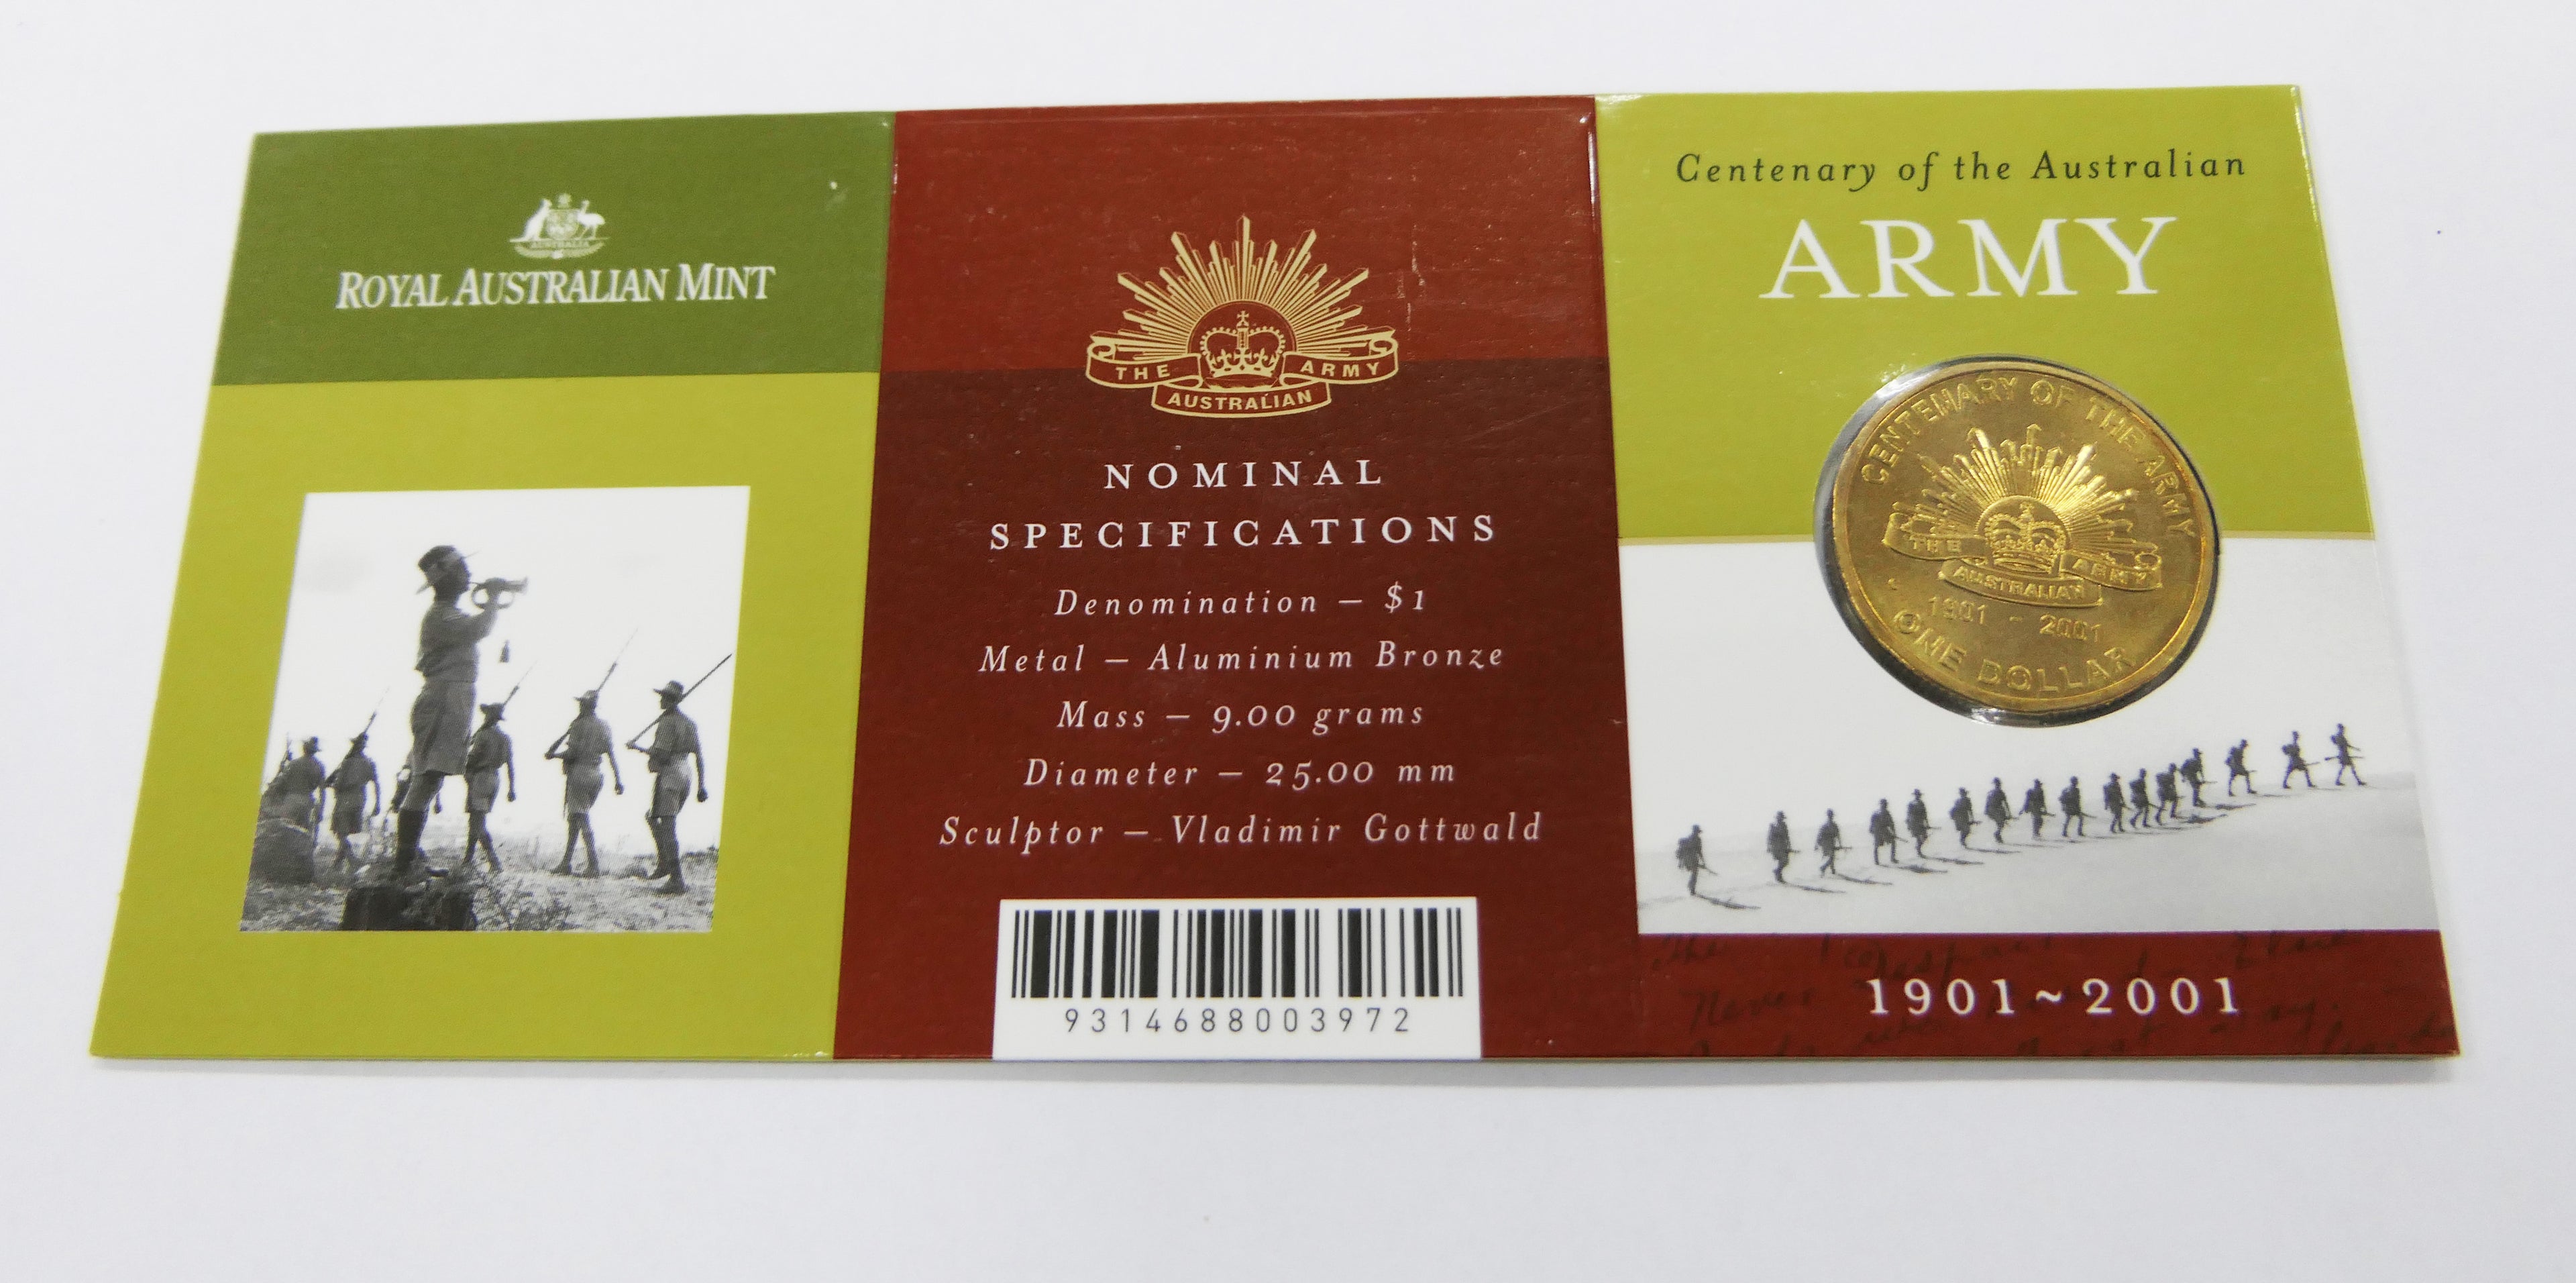 AUSTRALIA
ROYAL AUSTRALIAN MINT
THE ARMY
AUSTRALIAN
NOMINAL
SPECIFICATIONS
Denomination – $1
Metal – Aluminium Bronze
Mass – 9.00 grams
Diameter – 25.00 mm
Sculptor – Vladimir Gottwald
9314688003972
Centenary of the Australian
ARMY
CENTENARY OF THE ARMY
THE ARMY
AUSTRALIAN
1901 - 2001
ONE DOLLAR
1901~2001